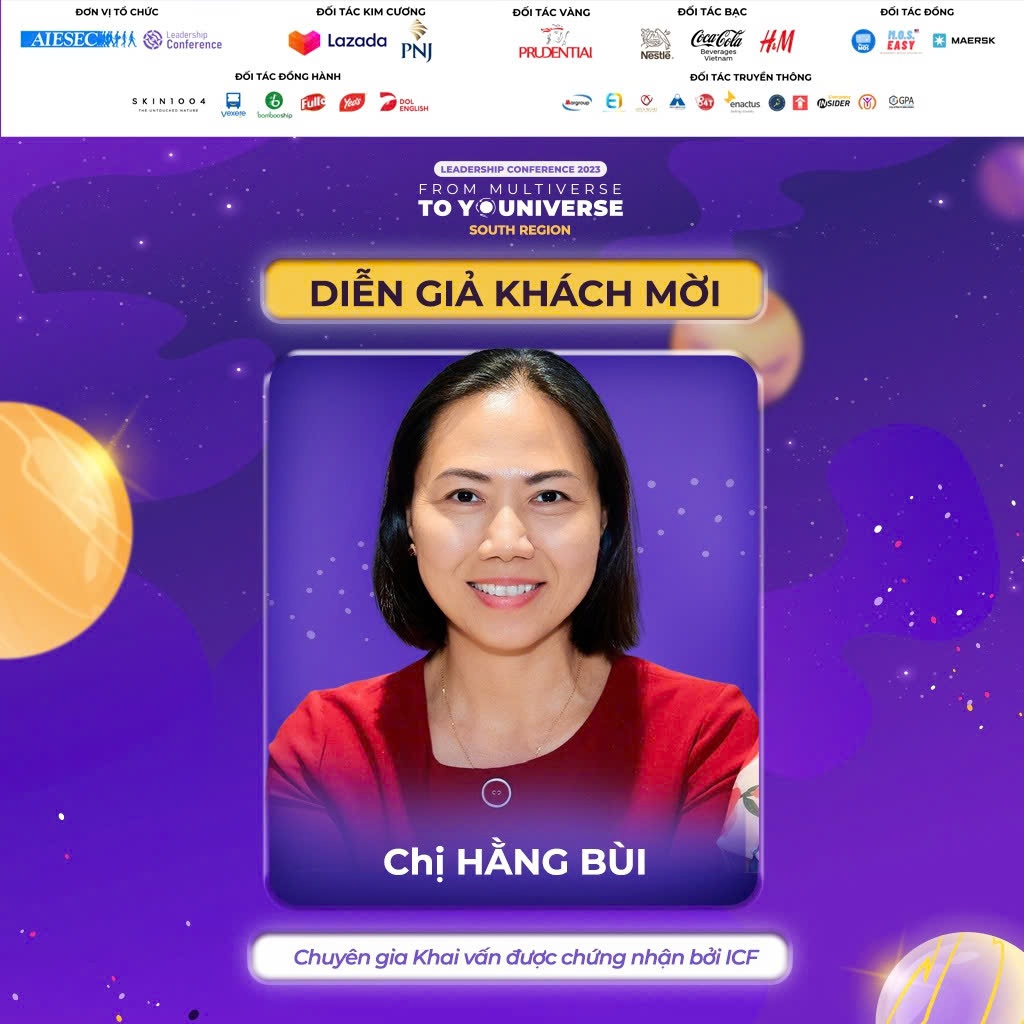 ĐƠN VỊ TỔ CHỨC
AIESEC
Leadership
Conference
ĐỐI TÁC KIM CƯƠNG
Lazada
PNJ
ĐỐI TÁC VÀNG
PRUDENTIAL
ĐỐI TÁC BẠC
Nestlé
Coca-Cola
Beverages
Vietnam
H&M
ĐỐI TÁC ĐỒNG
M.O.S
EASY
MAERSK
ĐỐI TÁC ĐỒNG HÀNH
SKIN1004
THE UNTOUCHED NATURE
vexere
bambooship
Fullo
Yeo's
DOL
ENGLISH
ĐỐI TÁC TRUYỀN THÔNG
enactus
INSIDER
GPA
LEADERSHIP CONFERENCE 2023
FROM MULTIVERSE
TO YOUNIVERSE
SOUTH REGION
DIỄN GIẢ KHÁCH MỜI
Chị HẰNG BÙI
Chuyên gia Khai vấn được chứng nhận bởi ICF